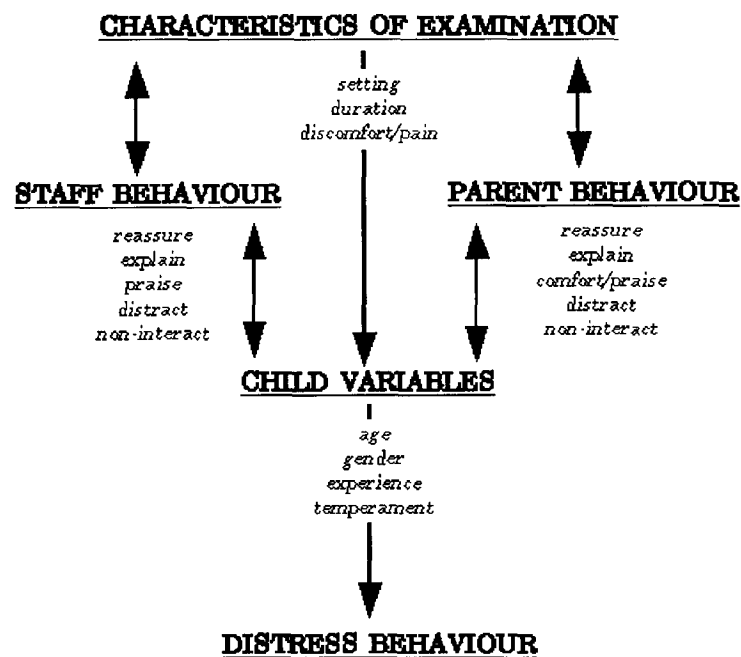 CHARACTERISTICS OF EXAMINATION
setting
duration
discomfort/pain
STAFF BEHAVIOUR
reassure
explain
praise
distract
non-interact
PARENT BEHAVIOUR
reassure
explain
comfort/praise
distract
non-interact
CHILD VARIABLES
age
gender
experience
temperament
DISTRESS BEHAVIOUR